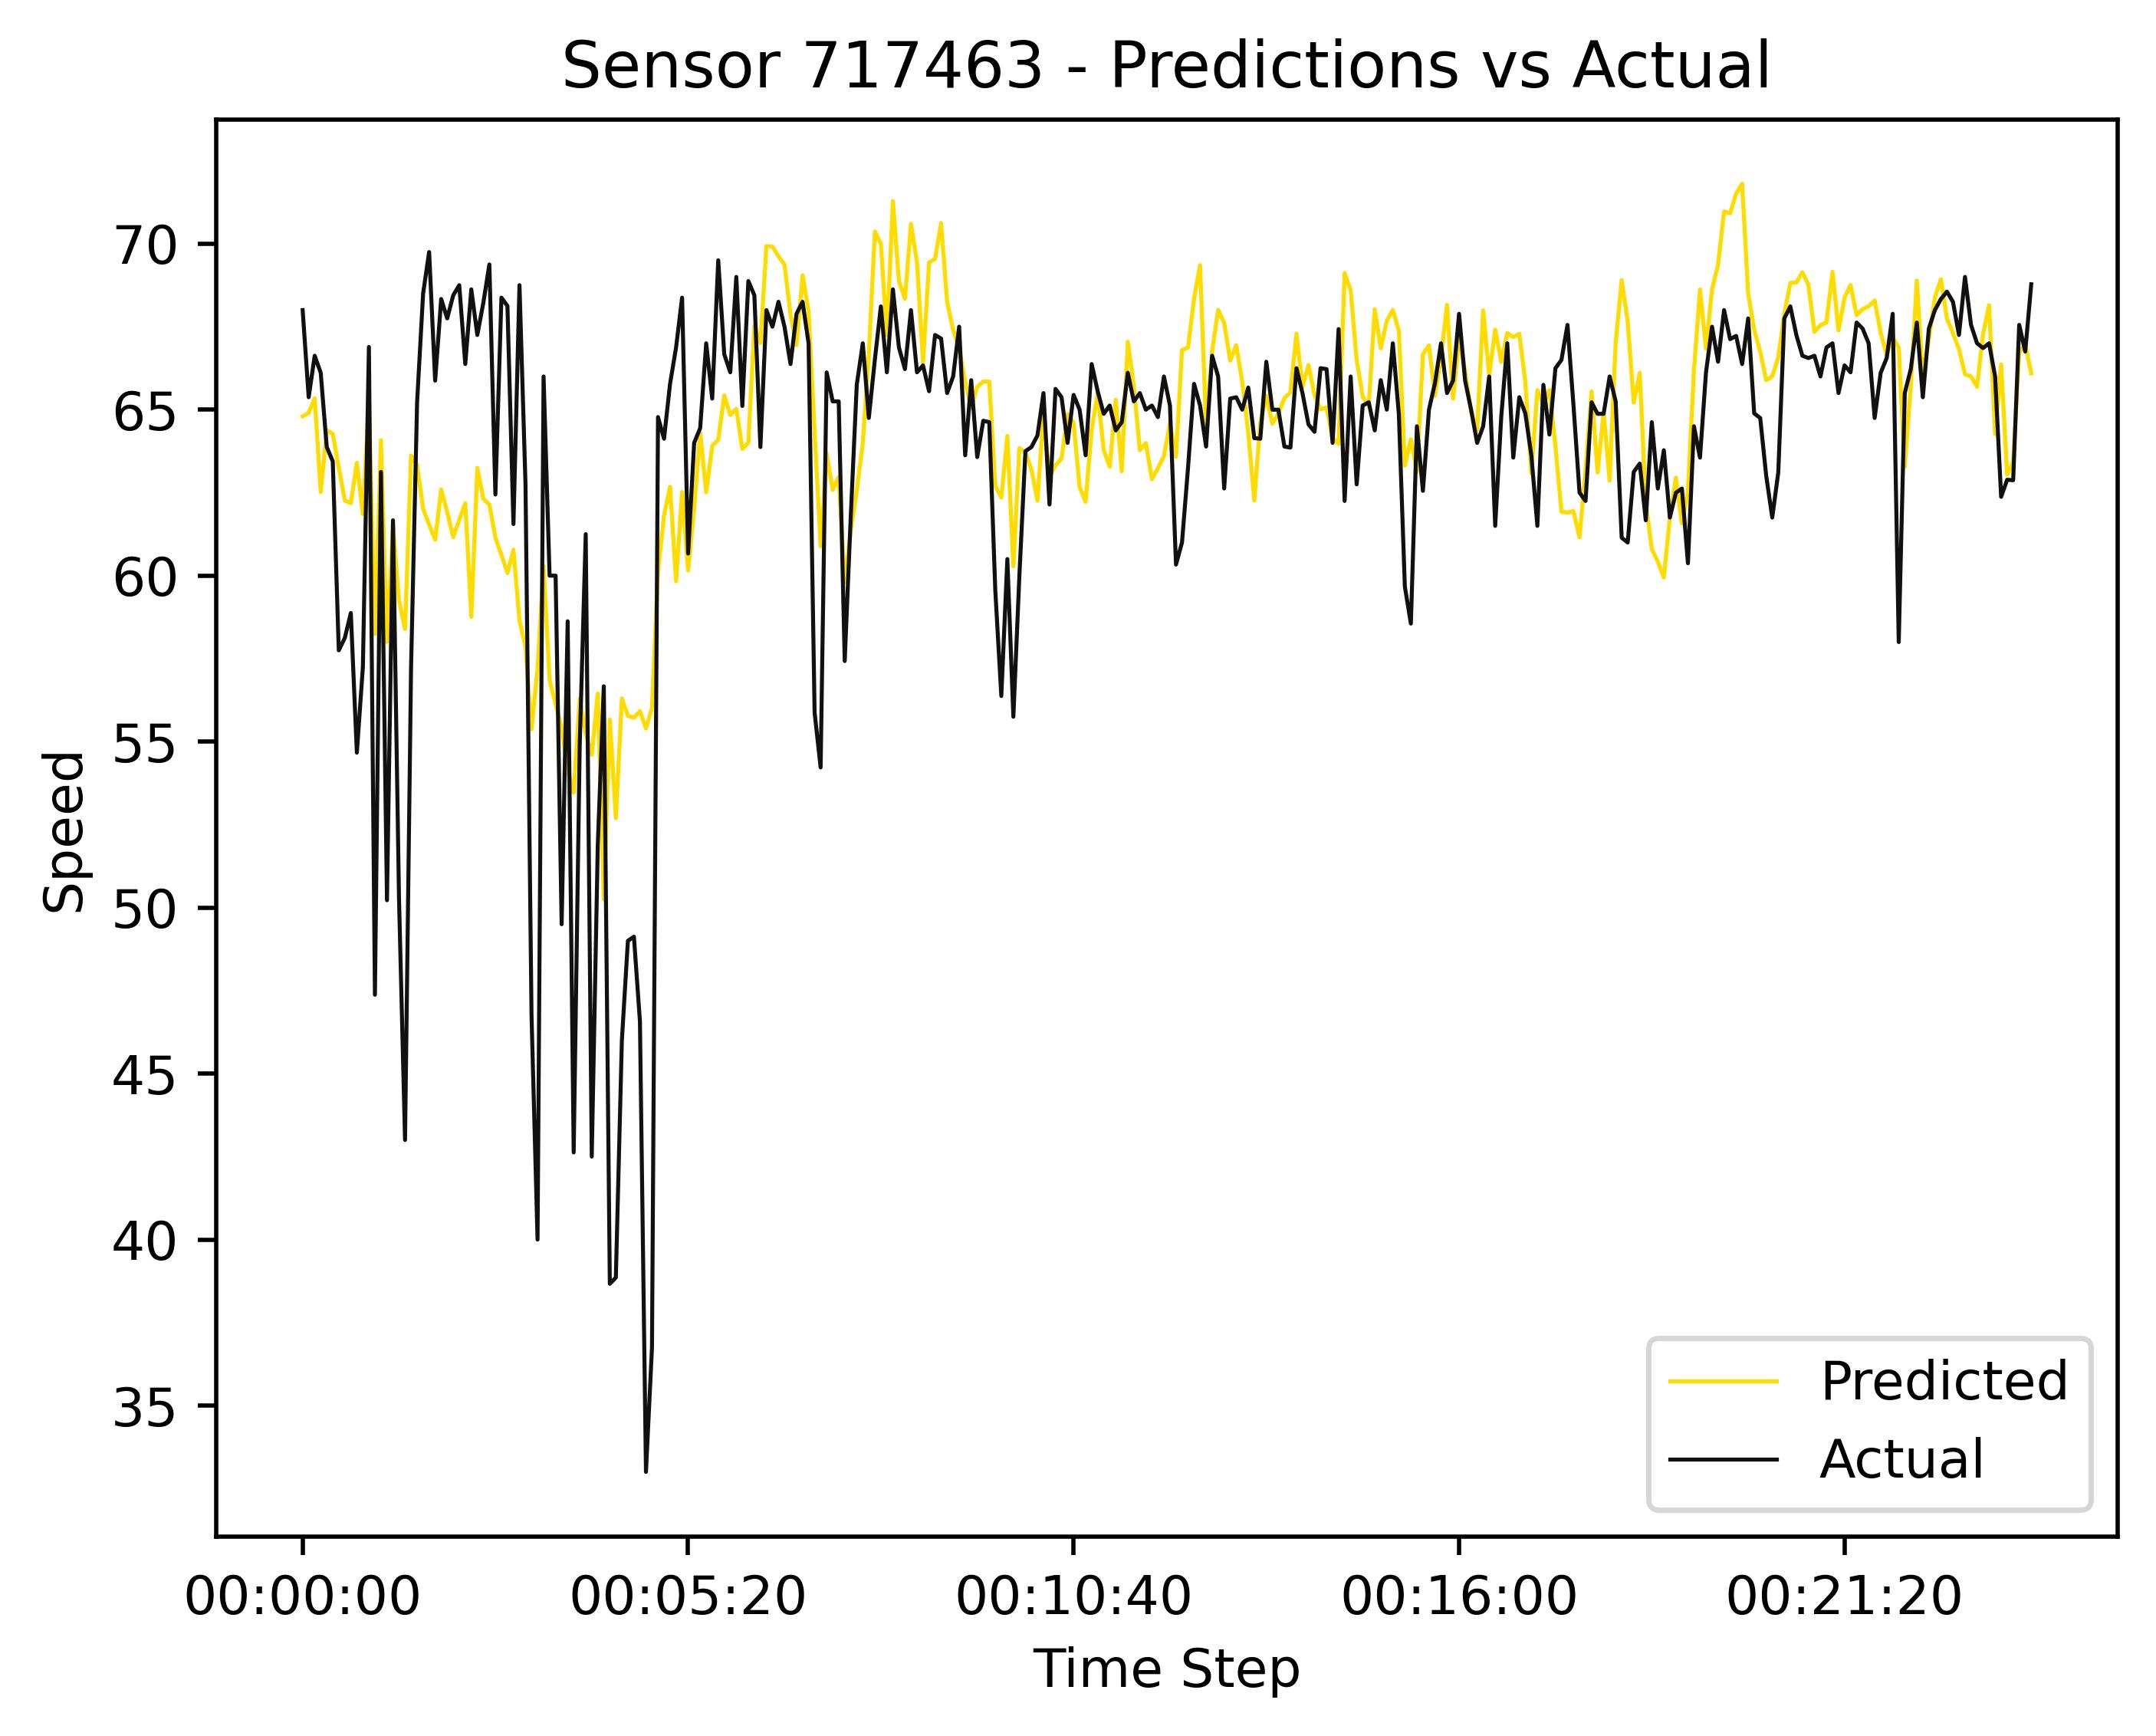 Sensor 717463 - Predictions vs Actual
70
65
60
55
50
45
40
35
Speed
00:00:00
00:05:20
00:10:40
00:16:00
00:21:20
Time Step
Predicted
Actual